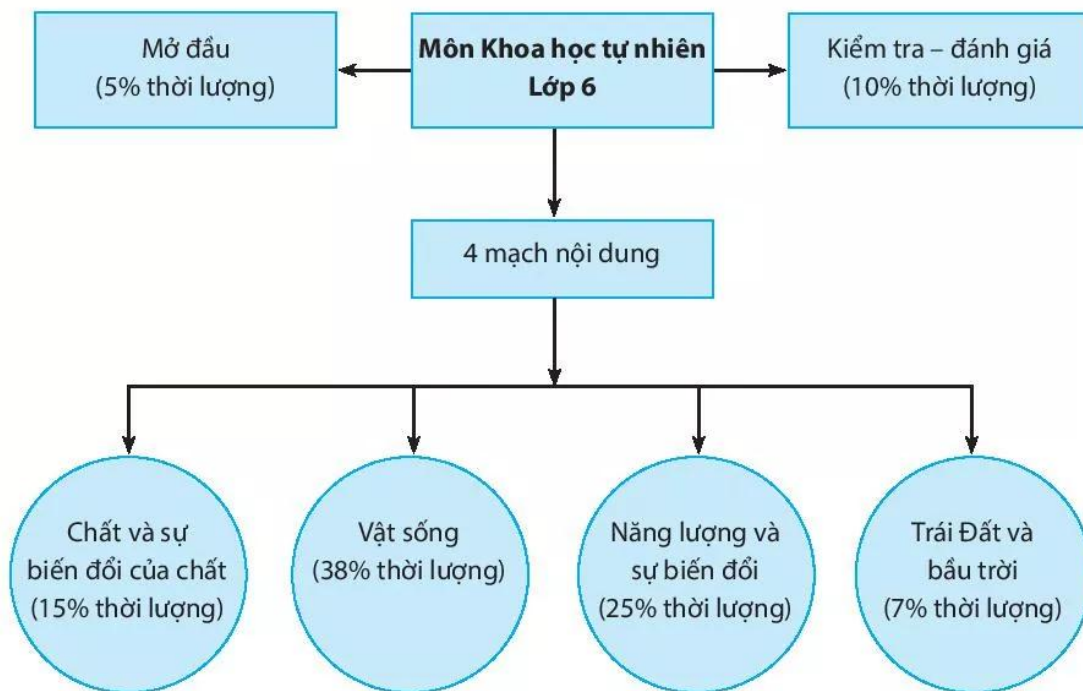 Mở đầu
(5% thời lượng)
Môn Khoa học tự nhiên
Lớp 6
Kiểm tra – đánh giá
(10% thời lượng)
4 mạch nội dung
Chất và sự
biến đổi của chất
(15% thời lượng)
Vật sống
(38% thời lượng)
Năng lượng và
sự biến đổi
(25% thời lượng)
Trái Đất và
bầu trời
(7% thời lượng)